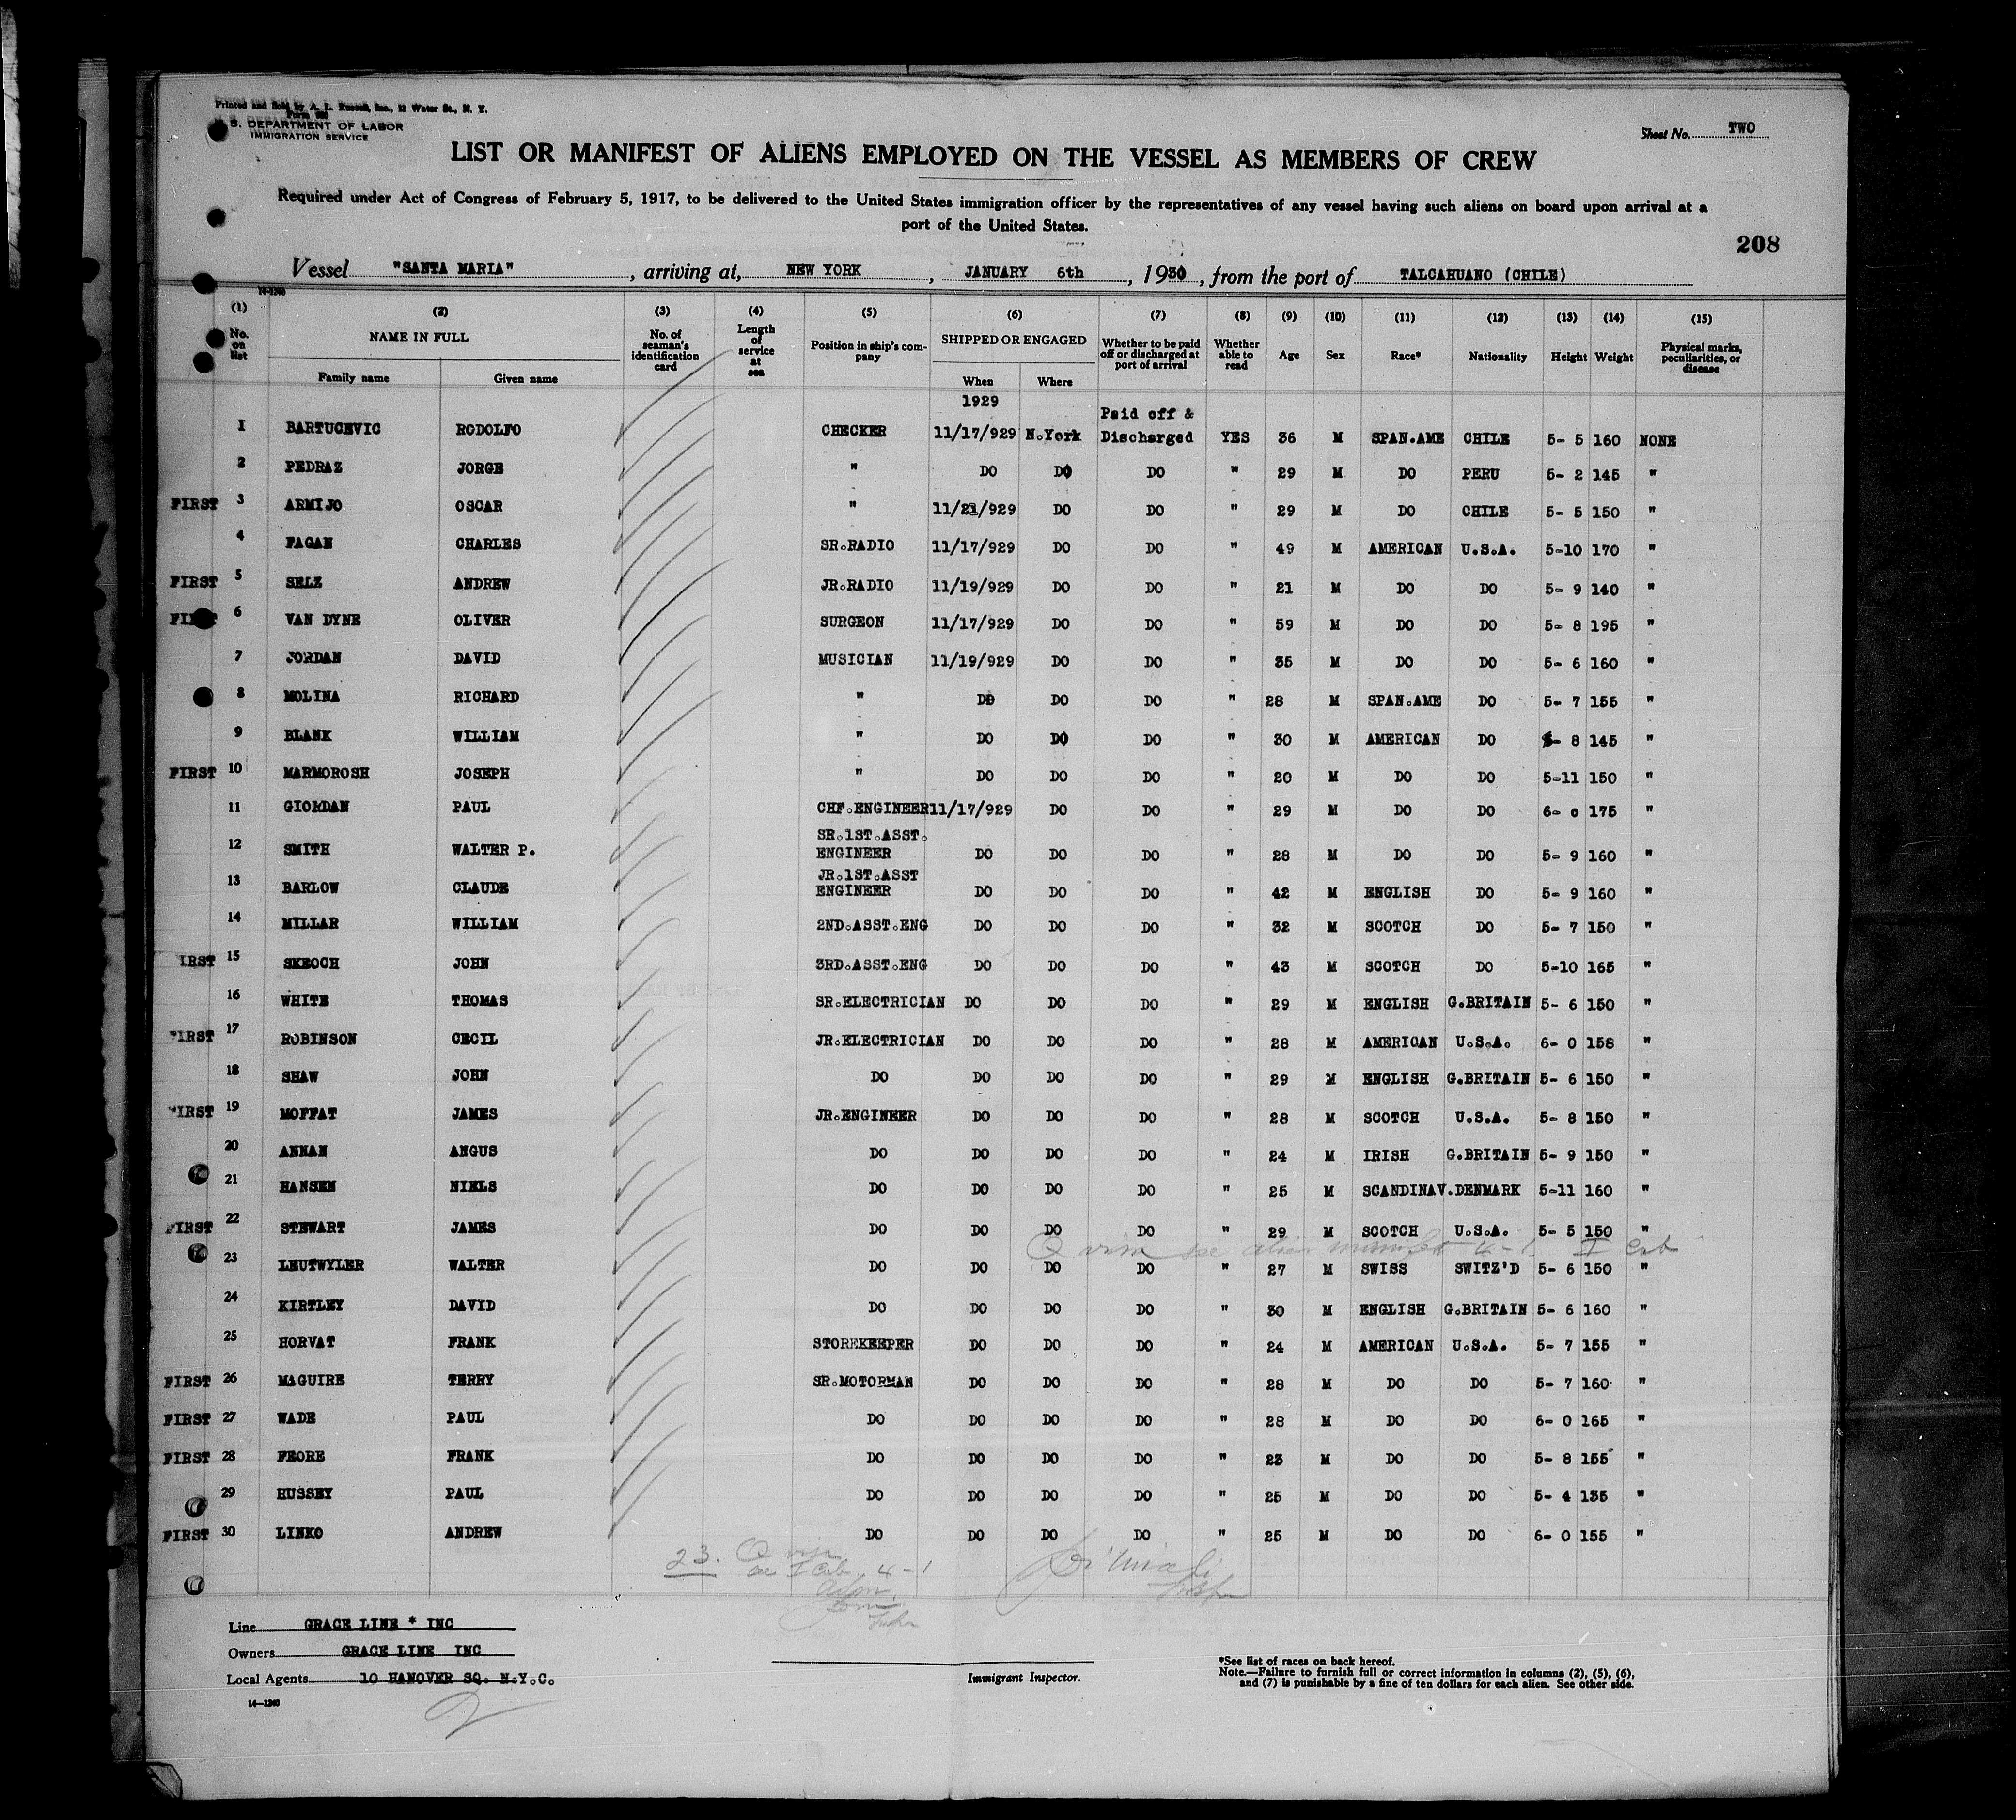 Printed and Sold by A. L. Russell, Inc., 12 Water St., N. Y.
S. DEPARTMENT OF LABOR
IMMIGRATION SERVICE
Sheet No. TWO
LIST OR MANIFEST OF ALIENS EMPLOYED ON THE VESSEL AS MEMBERS OF CREW
Required under Act of Congress of February 5, 1917, to be delivered to the United States immigration officer by the representatives of any vessel having such aliens on board upon arrival at a
port of the United States.
208
Vessel "SANTA MARIA", arriving at, NEW YORK, JANUARY 6th, 1930, from the port of TALCAHUANO (CHILE)
14-1240
(1) (2) (3) (4) (5) (6) (7) (8) (9) (10) (11) (12) (13) (14) (15)
No. on list NAME IN FULL No. of seaman's identification card Length of service at sea Position in ship's company SHIPPED OR ENGAGED Whether to be paid off or discharged at port of arrival Whether able to read Age Sex Race* Nationality Height Weight Physical marks, peculiarities, or disease
Family name Given name When Where
1929
1 BARTUCEVIC RODOLFO CHECKER 11/17/929 N.York Paid off & Discharged YES 36 M SPAN.AME CHILE 5- 5 160 NONE
2 PEDRAZ JORGE " DO DO DO " 29 M DO PERU 5- 2 145 "
FIRST 3 ARMIJO OSCAR " 11/21/929 DO DO " 29 M DO CHILE 5- 5 150 "
4 FAGAN CHARLES SR.RADIO 11/17/929 DO DO " 49 M AMERICAN U.S.A. 5-10 170 "
FIRST 5 SELZ ANDREW JR.RADIO 11/19/929 DO DO " 21 M DO DO 5- 9 140 "
FIRST 6 VAN DYNE OLIVER SURGEON 11/17/929 DO DO " 59 M DO DO 5- 8 195 "
7 JORDAN DAVID MUSICIAN 11/19/929 DO DO " 35 M DO DO 5- 6 160 "
8 MOLINA RICHARD " DO DO DO " 28 M SPAN.AME DO 5- 7 155 "
9 BLANK WILLIAM " DO DO DO " 30 M AMERICAN DO 5- 8 145 "
FIRST 10 MARMOROSH JOSEPH " DO DO DO " 20 M DO DO 5-11 150 "
11 GIORDAN PAUL CHF.ENGINEER 11/17/929 DO DO " 29 M DO DO 6- 0 175 "
12 SMITH WALTER P. SR.1ST.ASST. ENGINEER DO DO DO " 28 M DO DO 5- 9 160 "
13 BARLOW CLAUDE JR.1ST.ASST ENGINEER DO DO DO " 42 M ENGLISH DO 5- 9 160 "
14 MILLAR WILLIAM 2ND.ASST.ENG DO DO DO " 32 M SCOTCH DO 5- 7 150 "
IRST 15 SKEOCH JOHN 3RD.ASST.ENG DO DO DO " 43 M SCOTCH DO 5-10 165 "
16 WHITE THOMAS SR.ELECTRICIAN DO DO DO " 29 M ENGLISH G.BRITAIN 5- 6 150 "
FIRST 17 ROBINSON CECIL JR.ELECTRICIAN DO DO DO " 28 M AMERICAN U.S.A. 6- 0 158 "
18 SHAW JOHN DO DO DO DO " 29 M ENGLISH G.BRITAIN 5- 6 150 "
FIRST 19 MOFFAT JAMES JR.ENGINEER DO DO DO " 28 M SCOTCH U.S.A. 5- 8 150 "
20 ANNAN ANGUS DO DO DO DO " 24 M IRISH G.BRITAIN 5- 9 150 "
21 HANSEN NIELS DO DO DO DO " 25 M SCANDINAV.DENMARK 5-11 160 "
FIRST 22 STEWART JAMES DO DO DO DO " 29 M SCOTCH U.S.A. 5- 5 150 "
see alien manifest 4-1
23 LEUTWYLER WALTER DO DO DO DO " 27 M SWISS SWITZ'D 5- 6 150 "
24 KIRTLEY DAVID DO DO DO DO " 30 M ENGLISH G.BRITAIN 5- 6 160 "
25 HORVAT FRANK STOREKEEPER DO DO DO " 24 M AMERICAN U.S.A. 5- 7 155 "
FIRST 26 MAGUIRE TERRY SR.MOTORMAN DO DO DO " 28 M DO DO 5- 7 160 "
FIRST 27 WADE PAUL DO DO DO DO " 28 M DO DO 6- 0 165 "
FIRST 28 FEORE FRANK DO DO DO DO " 23 M DO DO 5- 8 155 "
29 HUSSEY PAUL DO DO DO DO " 25 M DO DO 5- 4 135 "
FIRST 30 LINKO ANDREW DO DO DO DO " 25 M DO DO 6- 0 155 "
23. 4-1
Line GRACE LINE * INC
Owners GRACE LINE INC
Local Agents 10 HANOVER SQ. N.Y.C.
14-1240
Immigrant Inspector.
*See list of races on back hereof.
Note.—Failure to furnish full or correct information in columns (2), (5), (6),
and (7) is punishable by a fine of ten dollars for each alien. See other side.